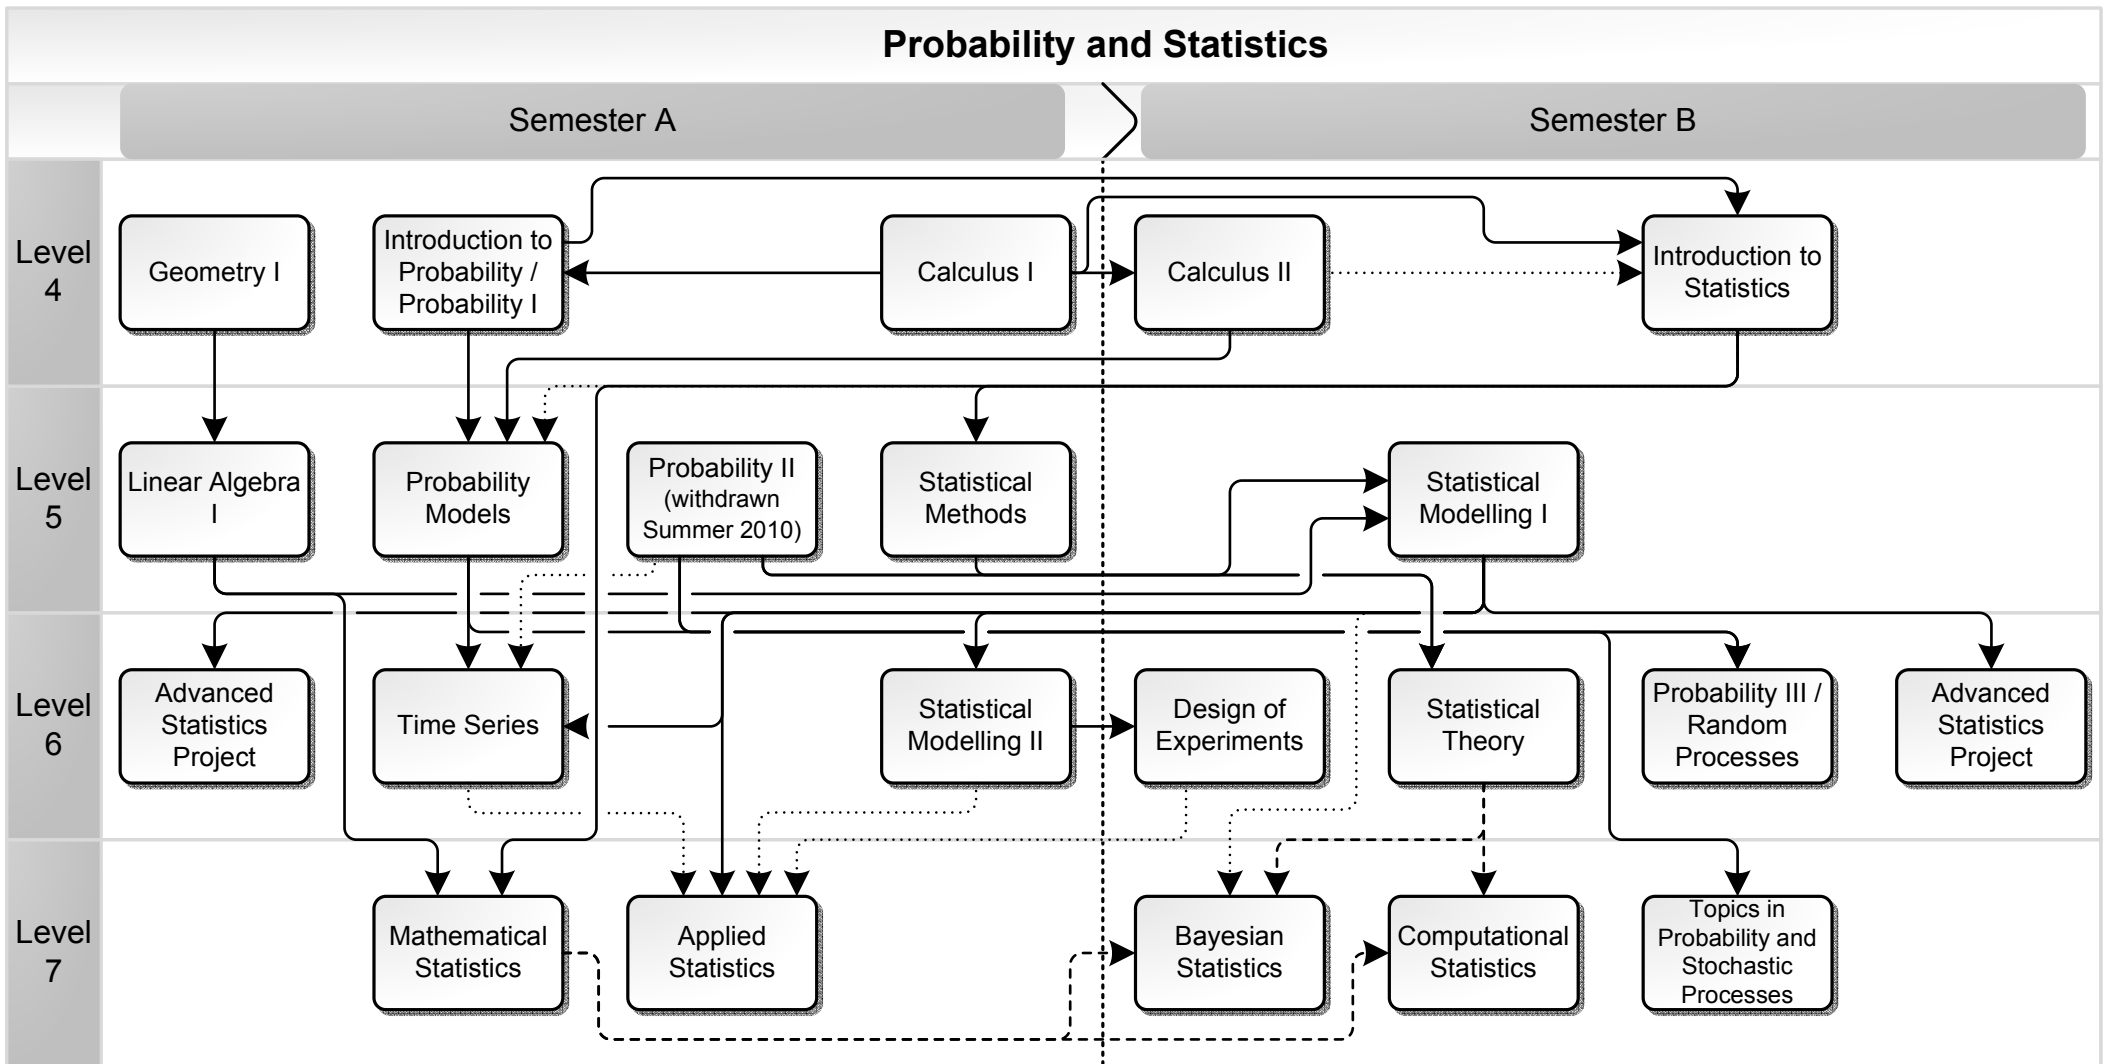 Probability and Statistics
Semester A
Semester B
Level
4
Geometry I
Introduction to
Probability /
Probability I
Calculus I
Calculus II
Introduction to
Statistics
Level
5
Linear Algebra
I
Probability
Models
Probability II
(withdrawn
Summer 2010)
Statistical
Methods
Statistical
Modelling I
Level
6
Advanced
Statistics
Project
Time Series
Statistical
Modelling II
Design of
Experiments
Statistical
Theory
Probability III /
Random
Processes
Advanced
Statistics
Project
Level
7
Mathematical
Statistics
Applied
Statistics
Bayesian
Statistics
Computational
Statistics
Topics in
Probability and
Stochastic
Processes